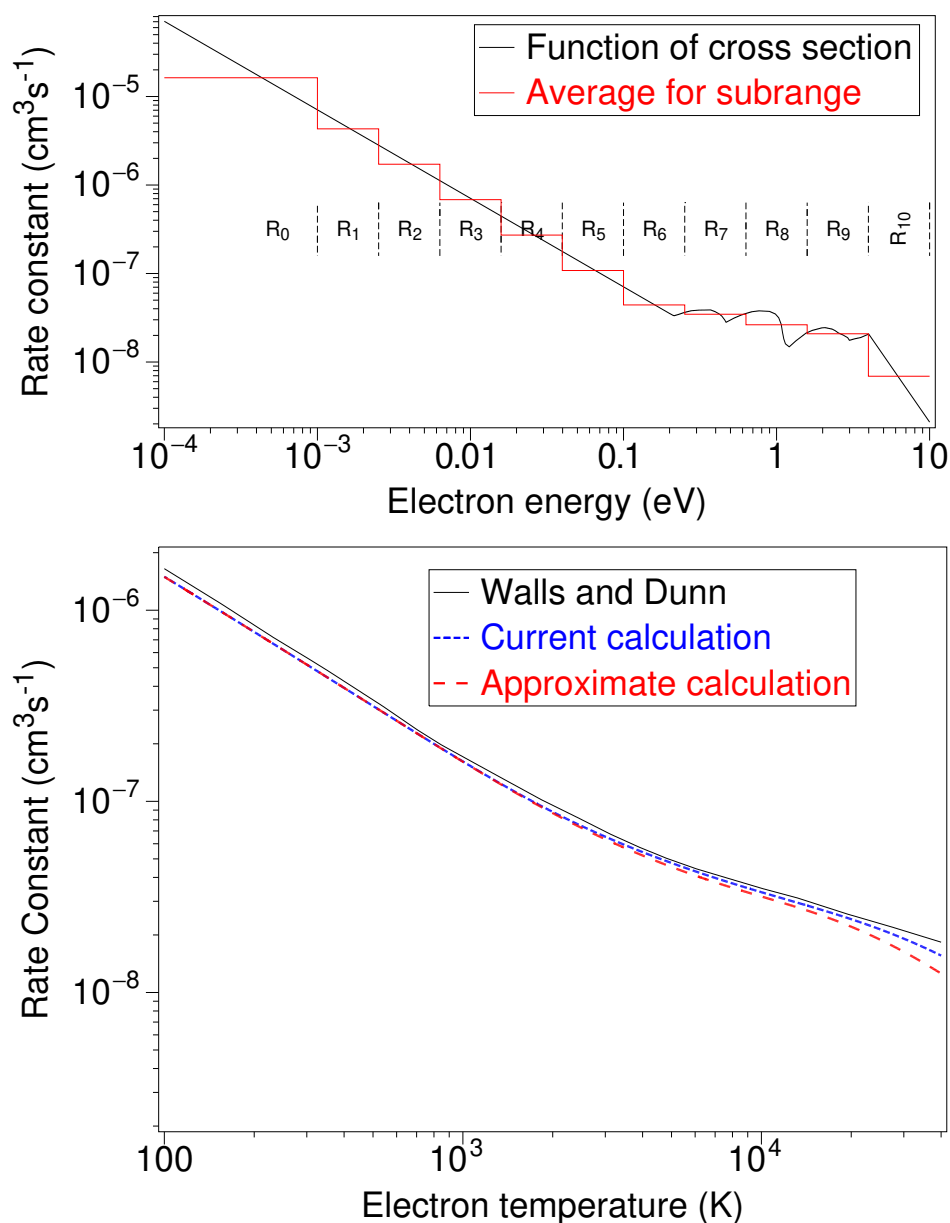 Rate constant (cm³s⁻¹)
10⁻⁵
10⁻⁶
10⁻⁷
10⁻⁸
Function of cross section
Average for subrange
R₀ R₁ R₂ R₃ R₄ R₅ R₆ R₇ R₈ R₉ R₁₀
10⁻⁴ 10⁻³ 0.01 0.1 1 10
Electron energy (eV)
Rate Constant (cm³s⁻¹)
10⁻⁶
10⁻⁷
10⁻⁸
Walls and Dunn
Current calculation
Approximate calculation
100 10³ 10⁴
Electron temperature (K)